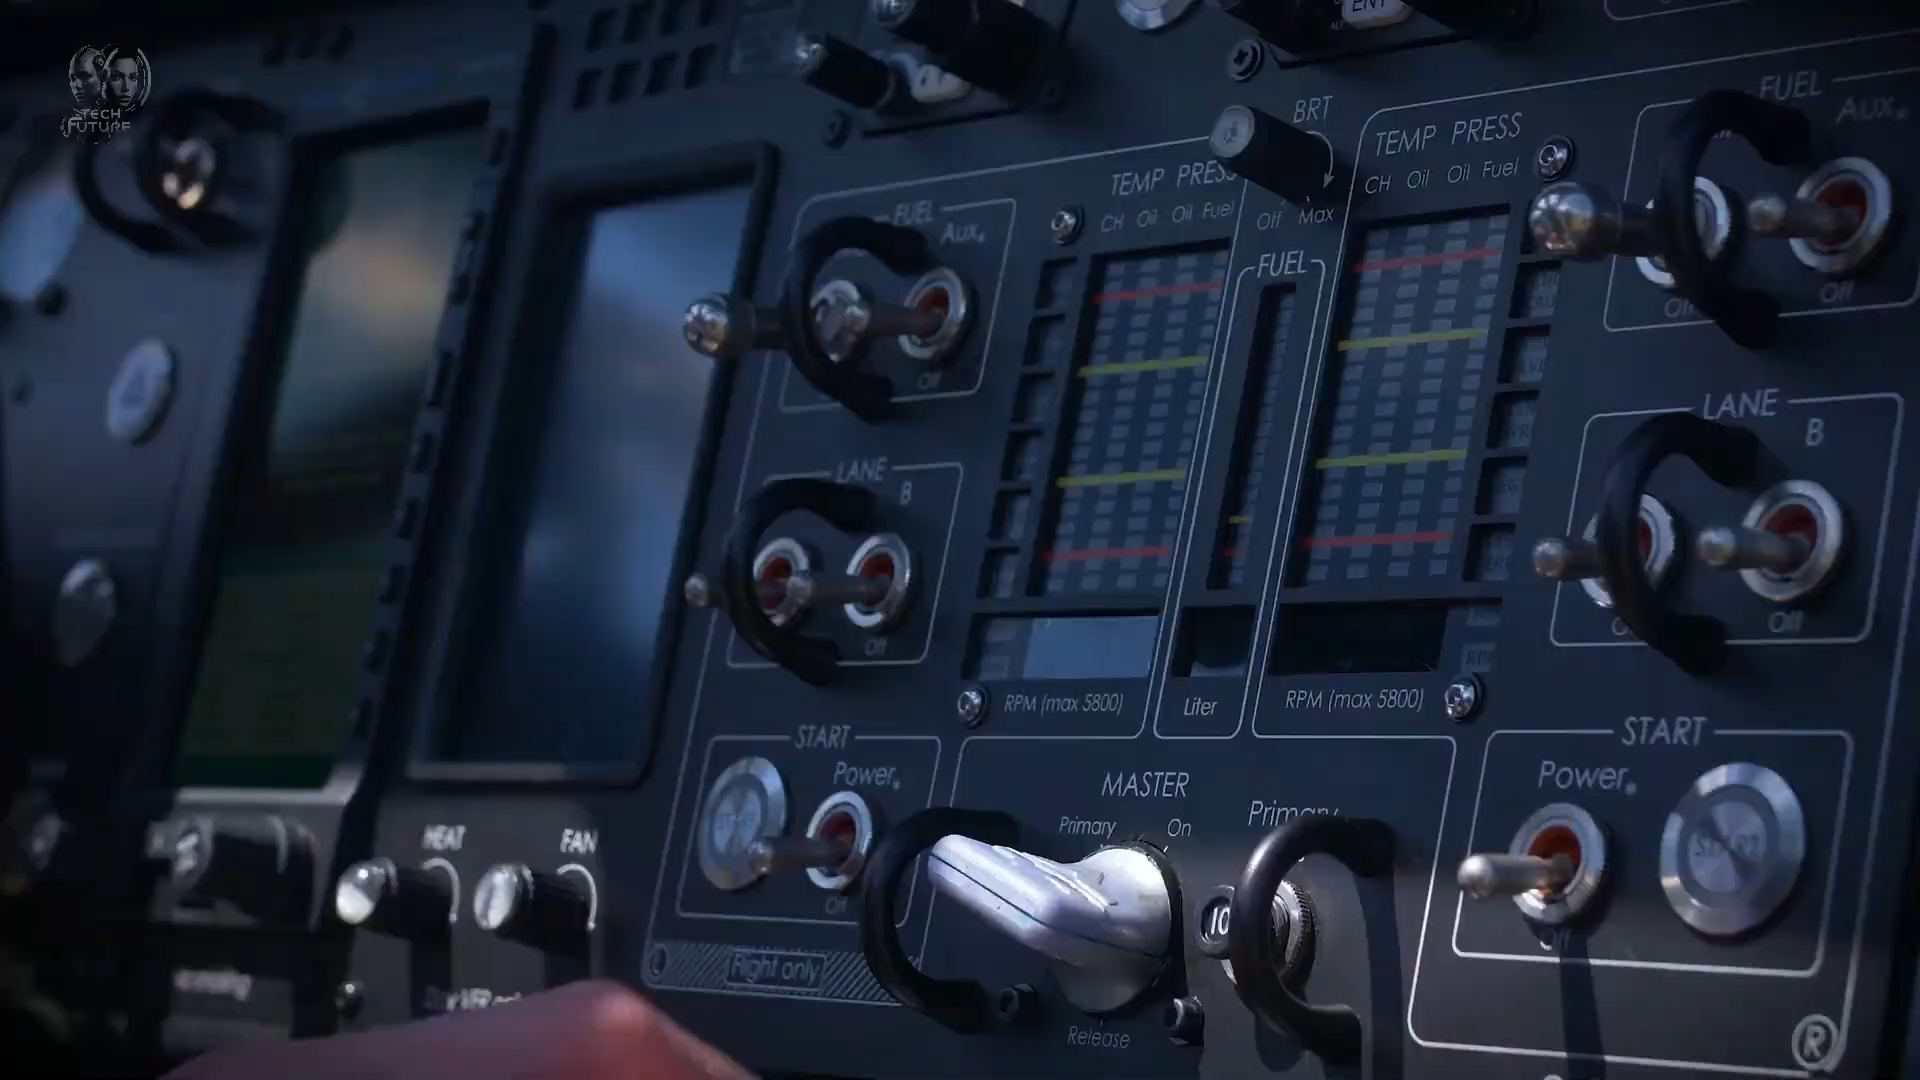 TECH
FUTURE
ENT
BRT
Off Max
FUEL
Aux.
Off
TEMP PRESS
CH Oil Oil Fuel
FUEL
TEMP PRESS
CH Oil Oil Fuel
FUEL
Aux.
Off
Off
LANE
B
Off
LANE
B
Off
RPM (max 5800)
Liter
RPM (max 5800)
START
Power
Off
MASTER
Primary On
Primary
10
Release
START
Power
START
Off
HEAT
FAN
Flight only
R